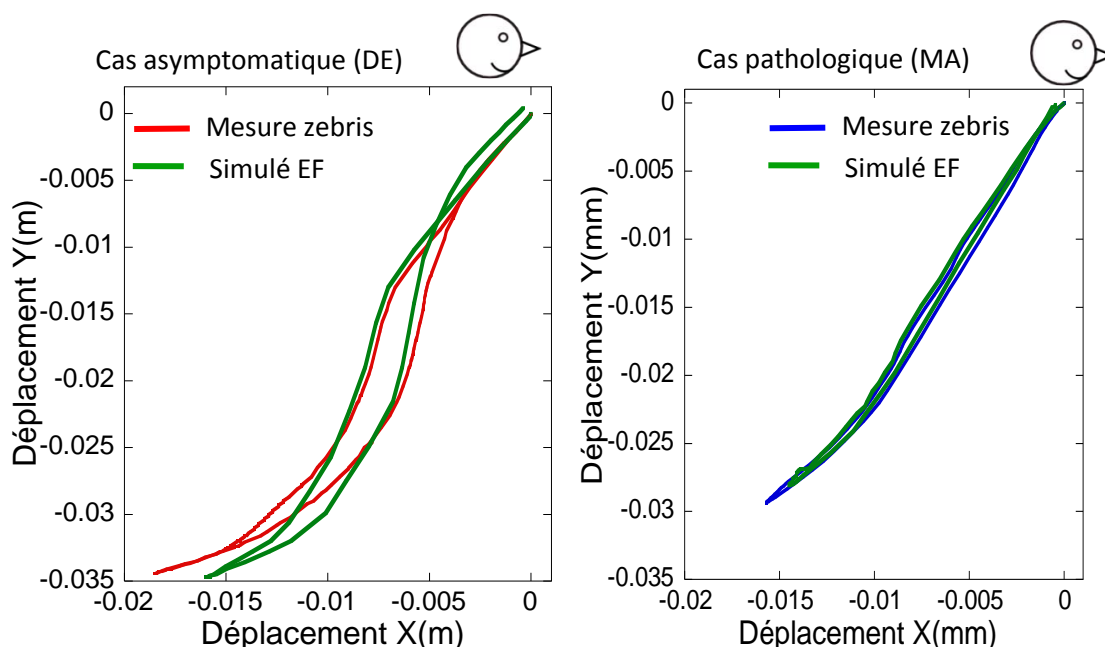 Cas asymptomatique (DE)
Mesure zebris
Simulé EF
0
-0.005
-0.01
-0.015
-0.02
-0.025
-0.03
-0.035
Déplacement Y(m)
-0.02
-0.015
-0.01
-0.005
0
Déplacement X(m)
Cas pathologique (MA)
Mesure zebris
Simulé EF
0
-0.005
-0.01
-0.015
-0.02
-0.025
-0.03
-0.035
Déplacement Y(mm)
-0.02
-0.015
-0.01
-0.005
0
Déplacement X(mm)